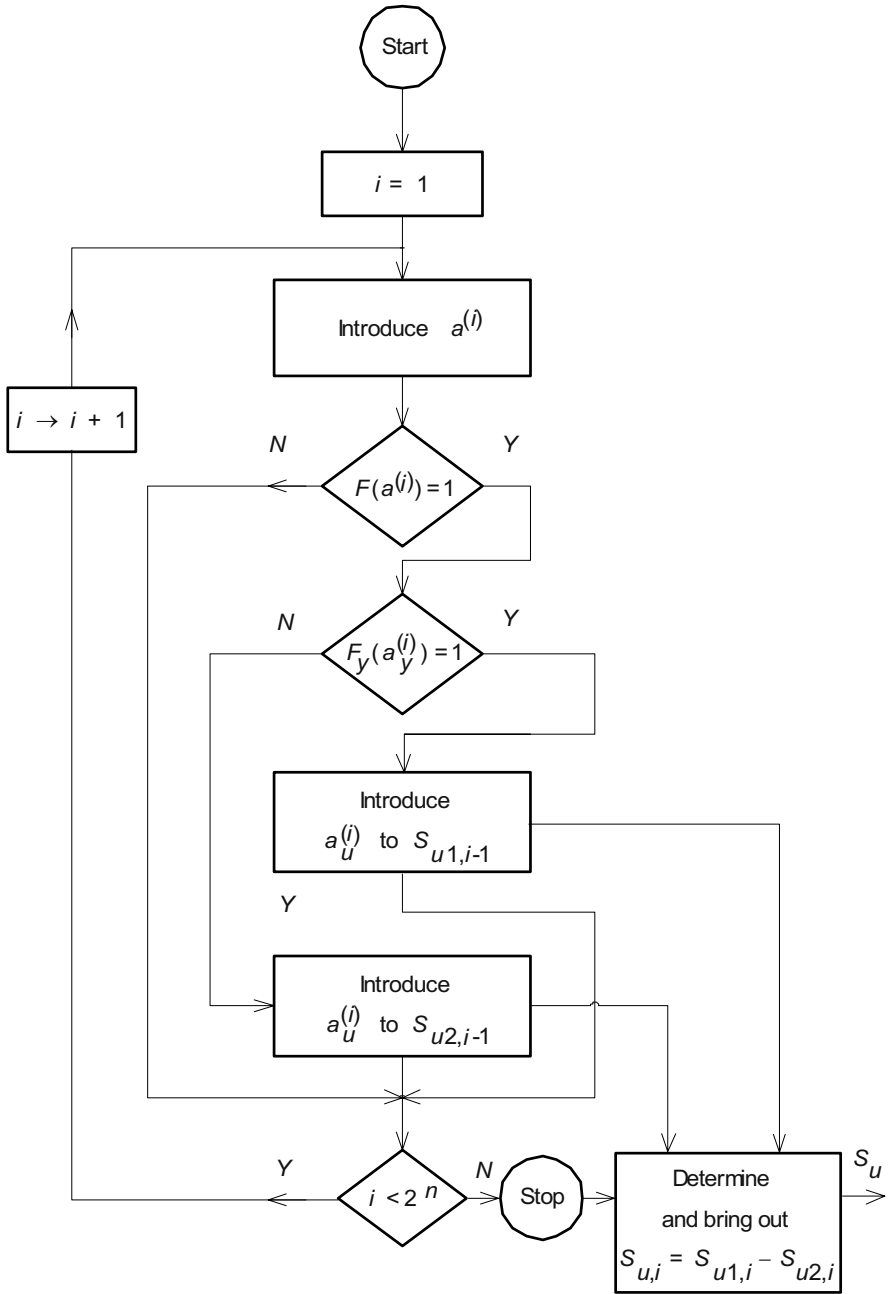 Start
i = 1
Introduce a^(i)
i → i + 1
N
Y
F(a^(i)) = 1
N
Y
F_y(a_y^(i)) = 1
Introduce
a_u^(i) to S_u1,i-1
Y
Introduce
a_u^(i) to S_u2,i-1
Y
i < 2^n
N
Stop
Determine
and bring out
S_u,i = S_u1,i – S_u2,i
S_u